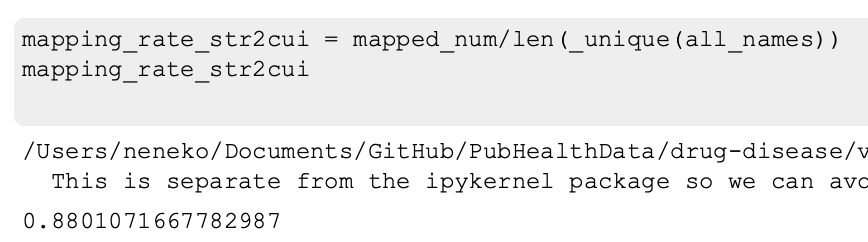 mapping_rate_str2cui = mapped_num/len(_unique(all_names))
mapping_rate_str2cui
/Users/neneko/Documents/GitHub/PubHealthData/drug-disease/v
This is separate from the ipykernel package so we can avo
0.8801071667782987